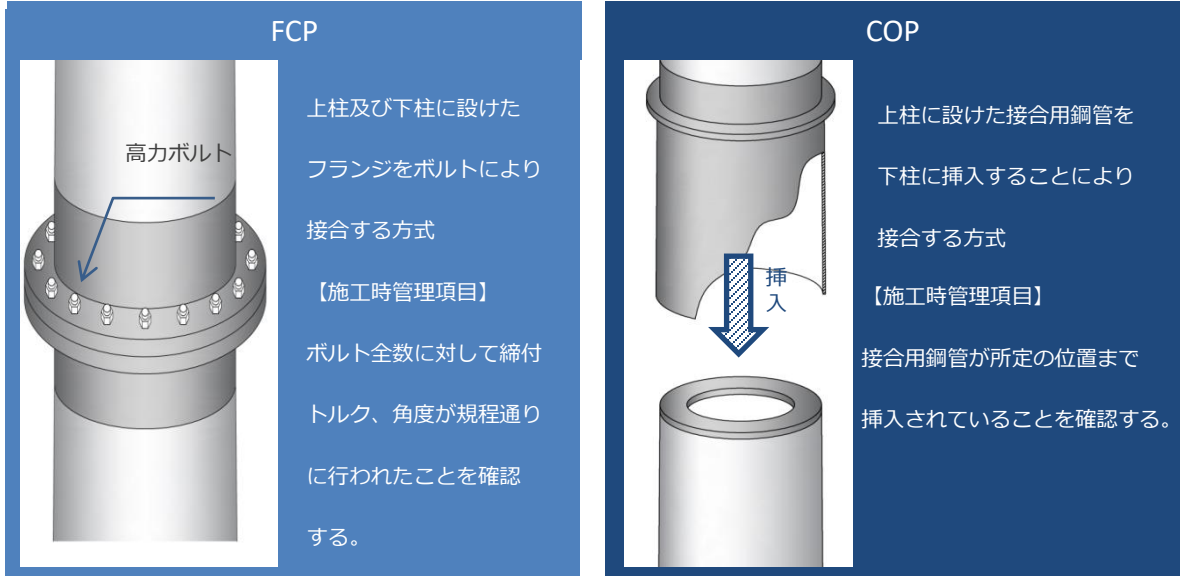 FCP
高力ボルト
上柱及び下柱に設けた
フランジをボルトにより
接合する方式
【施工時管理項目】
ボルト全数に対して締付
トルク、角度が規程通り
に行われたことを確認
する。
COP
挿
入
上柱に設けた接合用鋼管を
下柱に挿入することにより
接合する方式
【施工時管理項目】
接合用鋼管が所定の位置まで
挿入されていることを確認する。